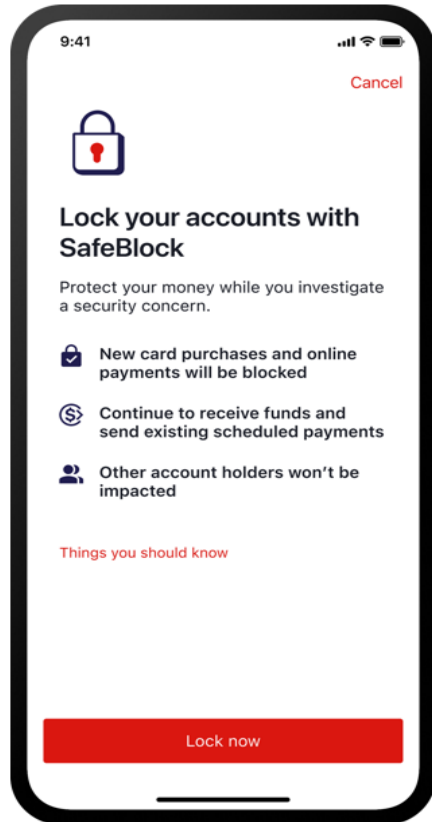 9:41
Cancel
Lock your accounts with
SafeBlock
Protect your money while you investigate
a security concern.
New card purchases and online
payments will be blocked
Continue to receive funds and
send existing scheduled payments
Other account holders won’t be
impacted
Things you should know
Lock now